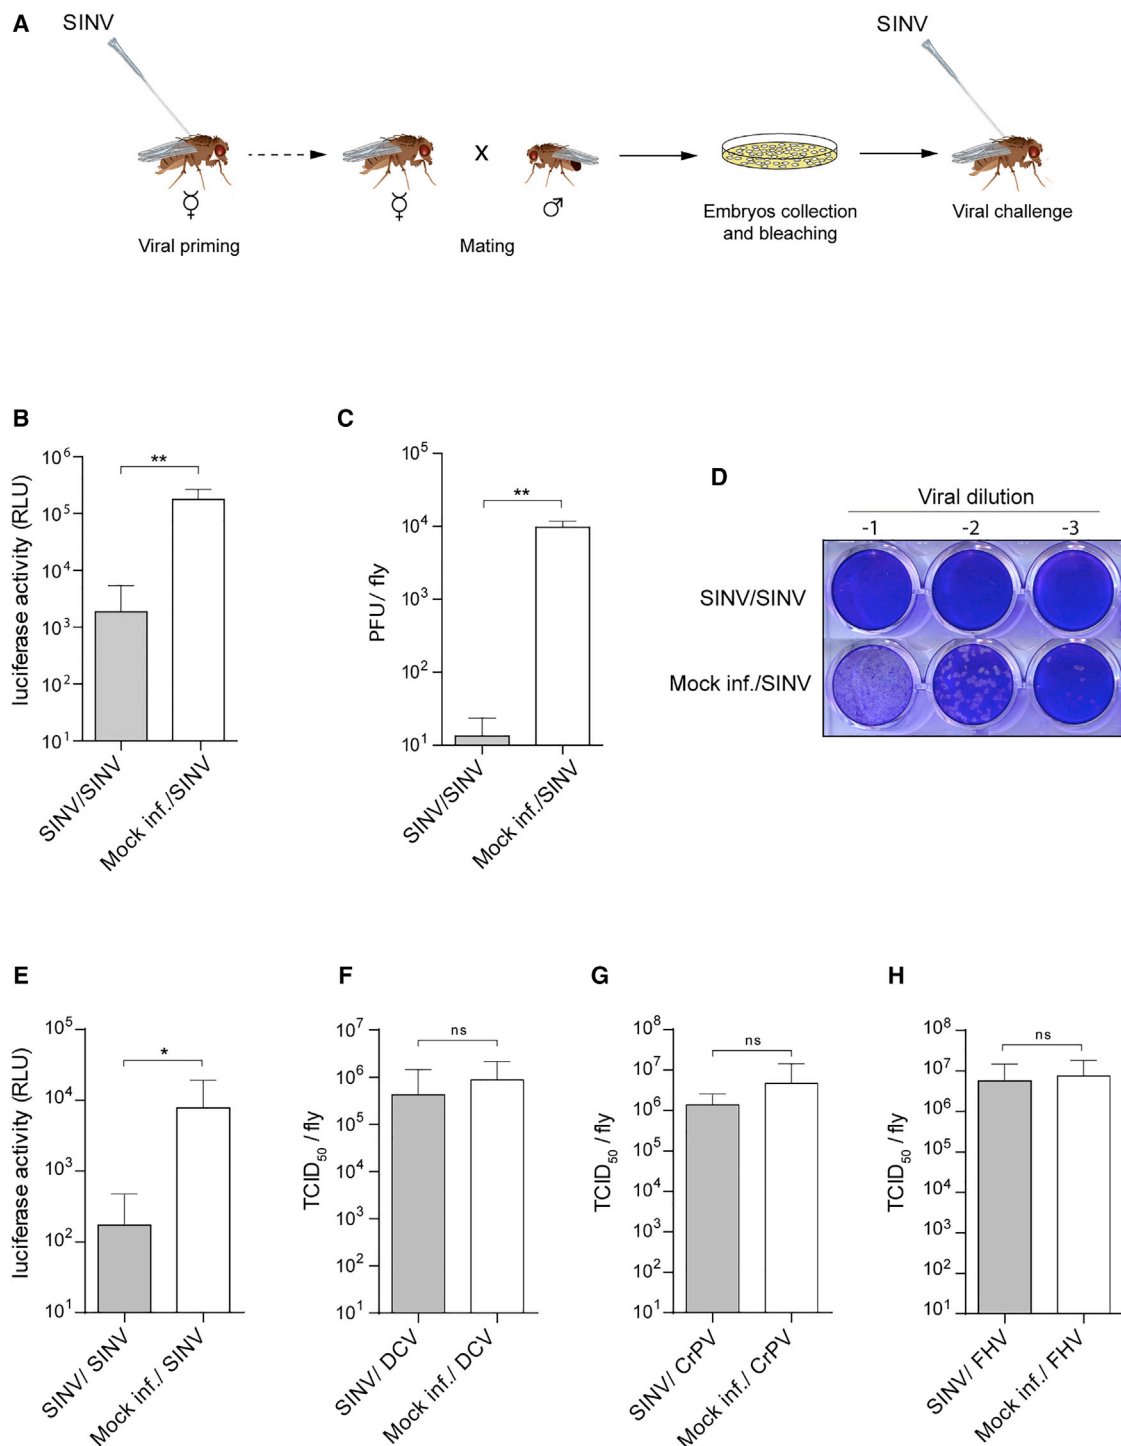 A
SINV
SINV
X
☿
☿
♂
Viral priming
Mating
Embryos collection
and bleaching
Viral challenge
B
luciferase activity (RLU)
10^6
10^5
10^4
10^3
10^2
10^1
**
SINV/SINV
Mock inf./SINV
C
PFU/ fly
10^5
10^4
10^3
10^2
10^1
**
SINV/SINV
Mock inf./SINV
D
Viral dilution
-1 -2 -3
SINV/SINV
Mock inf./SINV
E
luciferase activity (RLU)
10^5
10^4
10^3
10^2
10^1
*
SINV/ SINV
Mock inf./ SINV
F
TCID50 / fly
10^7
10^6
10^5
10^4
10^3
10^2
10^1
ns
SINV/ DCV
Mock inf./ DCV
G
TCID50 / fly
10^8
10^7
10^6
10^5
10^4
10^3
10^2
10^1
ns
SINV/ CrPV
Mock inf./ CrPV
H
TCID50 / fly
10^8
10^7
10^6
10^5
10^4
10^3
10^2
10^1
ns
SINV/ FHV
Mock inf./ FHV